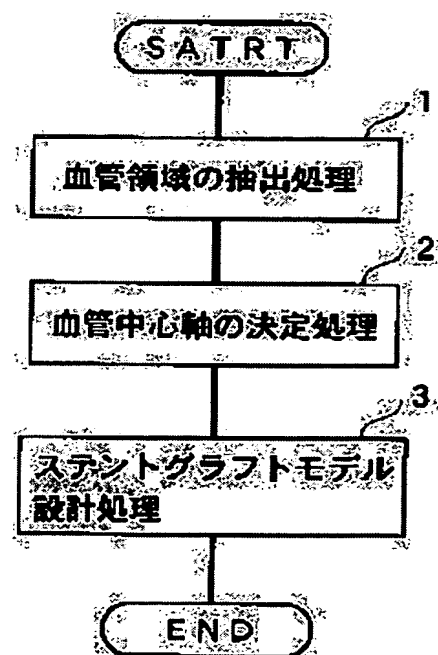 SATRT
1
血管領域の抽出処理
2
血管中心軸の決定処理
3
ステントグラフトモデル
設計処理
END